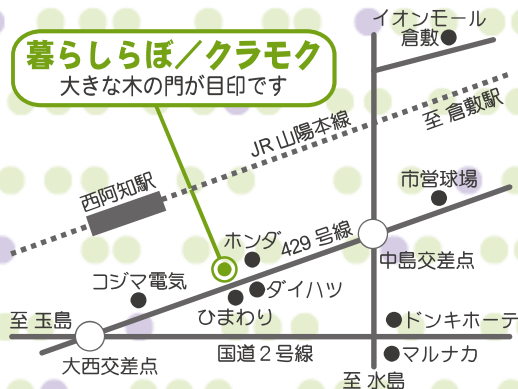 イオンモール
倉敷
暮らしらぼ／クラモク
大きな木の門が目印です
至 倉敷駅
JR山陽本線
西阿知駅
市営球場
ホンダ
429号線
中島交差点
コジマ電気
ダイハツ
ひまわり
至 玉島
ドンキホーテ
大西交差点
国道２号線
マルナカ
至 水島